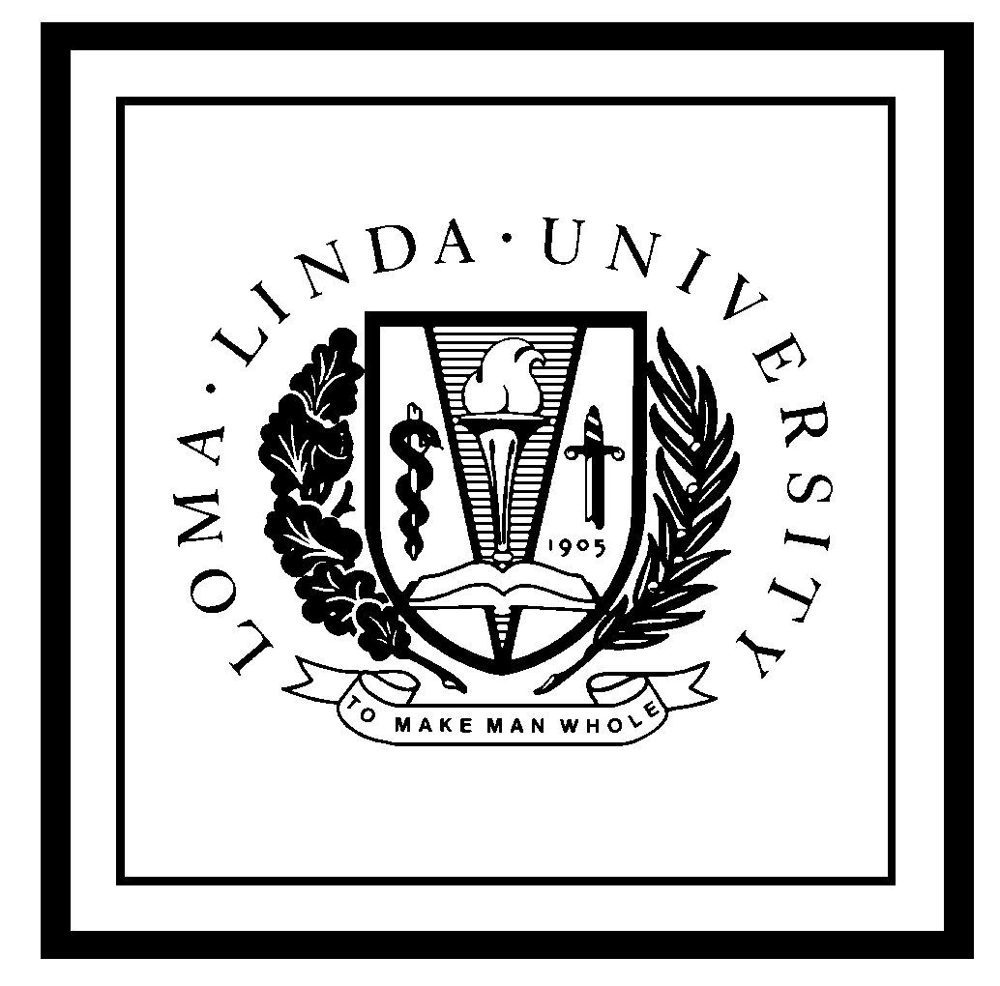 LOMA · LINDA · UNIVERSITY
1905
TO MAKE MAN WHOLE